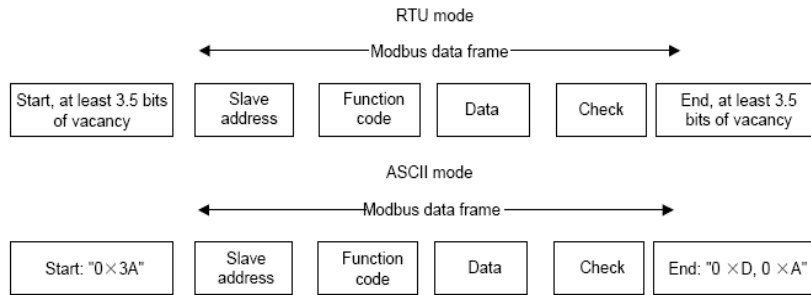 RTU mode
Modbus data frame
Start, at least 3.5 bits
of vacancy
Slave
address
Function
code
Data
Check
End, at least 3.5
bits of vacancy
ASCII mode
Modbus data frame
Start: "0×3A"
Slave
address
Function
code
Data
Check
End: "0 ×D, 0 ×A"